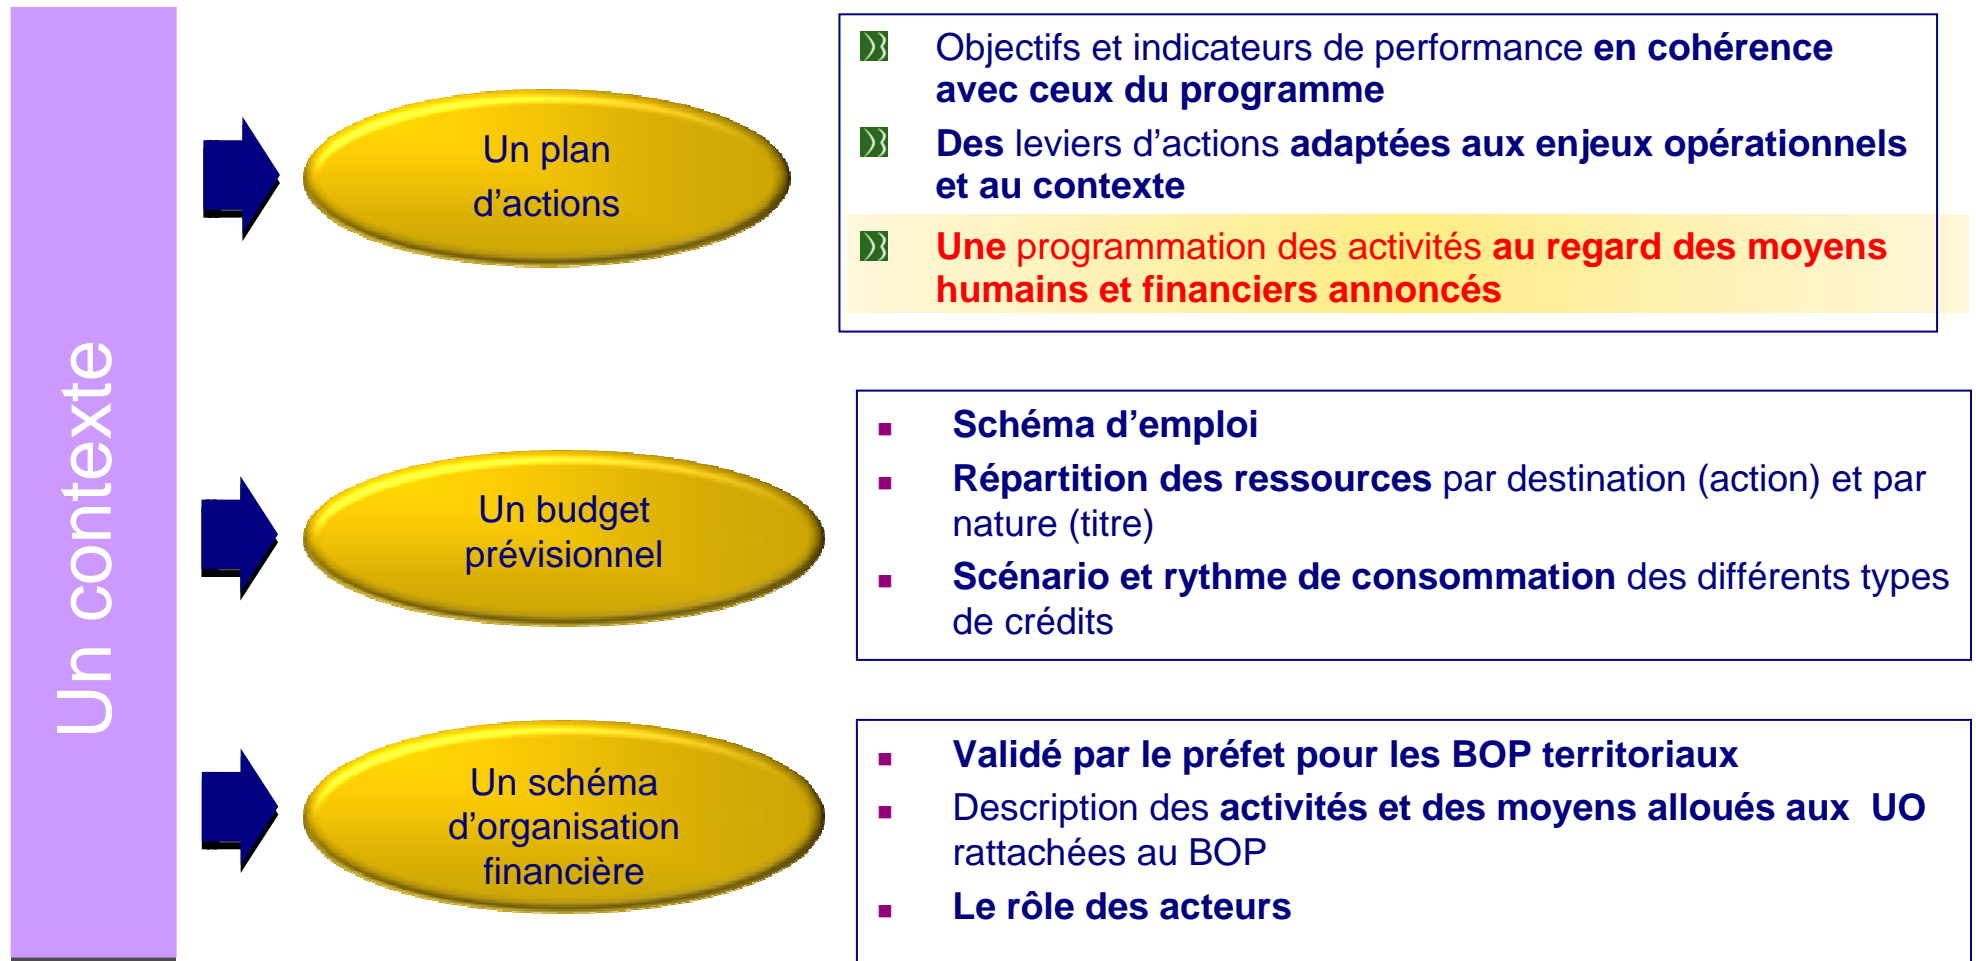 Un contexte
Un plan
d’actions
Objectifs et indicateurs de performance en cohérence
avec ceux du programme
Des leviers d’actions adaptées aux enjeux opérationnels
et au contexte
Une programmation des activités au regard des moyens
humains et financiers annoncés
Un budget
prévisionnel
Schéma d’emploi
Répartition des ressources par destination (action) et par
nature (titre)
Scénario et rythme de consommation des différents types
de crédits
Un schéma
d’organisation
financière
Validé par le préfet pour les BOP territoriaux
Description des activités et des moyens alloués aux UO
rattachées au BOP
Le rôle des acteurs